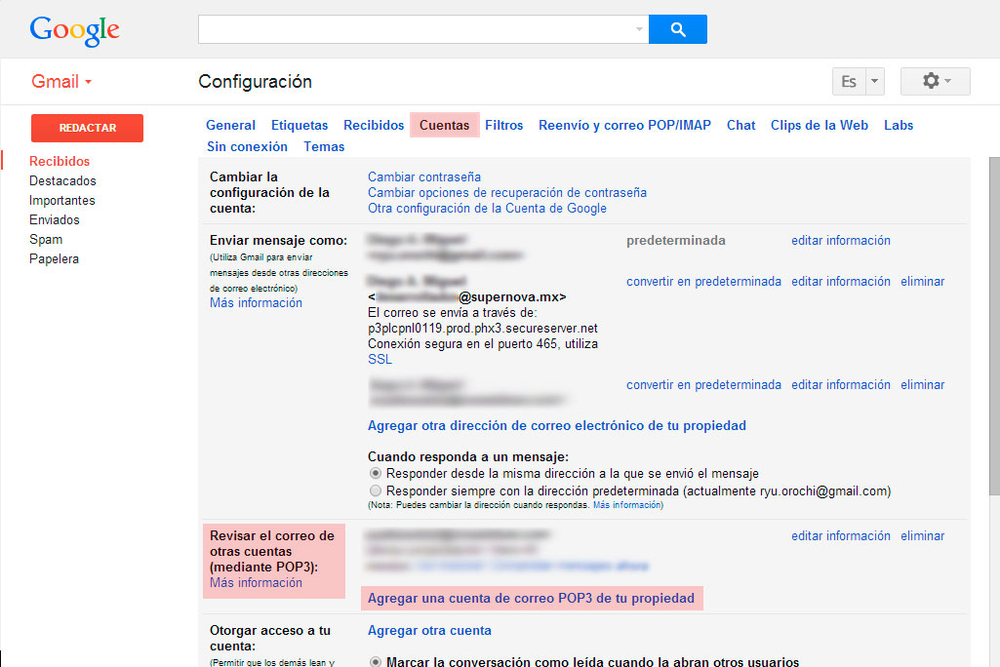 Google
Gmail
Configuración
Es
REDACTAR
Recibidos
Destacados
Importantes
Enviados
Spam
Papelera
General Etiquetas Recibidos Cuentas Filtros Reenvío y correo POP/IMAP Chat Clips de la Web Labs
Sin conexión Temas
Cambiar la
configuración de la
cuenta:
Cambiar contraseña
Cambiar opciones de recuperación de contraseña
Otra configuración de la Cuenta de Google
Enviar mensaje como:
(Utiliza Gmail para enviar
mensajes desde otras direcciones
de correo electrónico)
Más información
predeterminada editar información
convertir en predeterminada editar información eliminar
@supernova.mx>
El correo se envía a través de:
p3plcpnl0119.prod.phx3.secureserver.net
Conexión segura en el puerto 465, utiliza
SSL
convertir en predeterminada editar información eliminar
Agregar otra dirección de correo electrónico de tu propiedad
Cuando responda a un mensaje:
Responder desde la misma dirección a la que se envió el mensaje
Responder siempre con la dirección predeterminada (actualmente ryu.orochi@gmail.com)
(Nota: Puedes cambiar la dirección cuando respondas. Más información)
Revisar el correo de
otras cuentas
(mediante POP3):
Más información
editar información eliminar
Agregar una cuenta de correo POP3 de tu propiedad
Otorgar acceso a tu
cuenta:
(Permitir que los demás lean y
Agregar otra cuenta
Marcar la conversación como leída cuando la abran otros usuarios